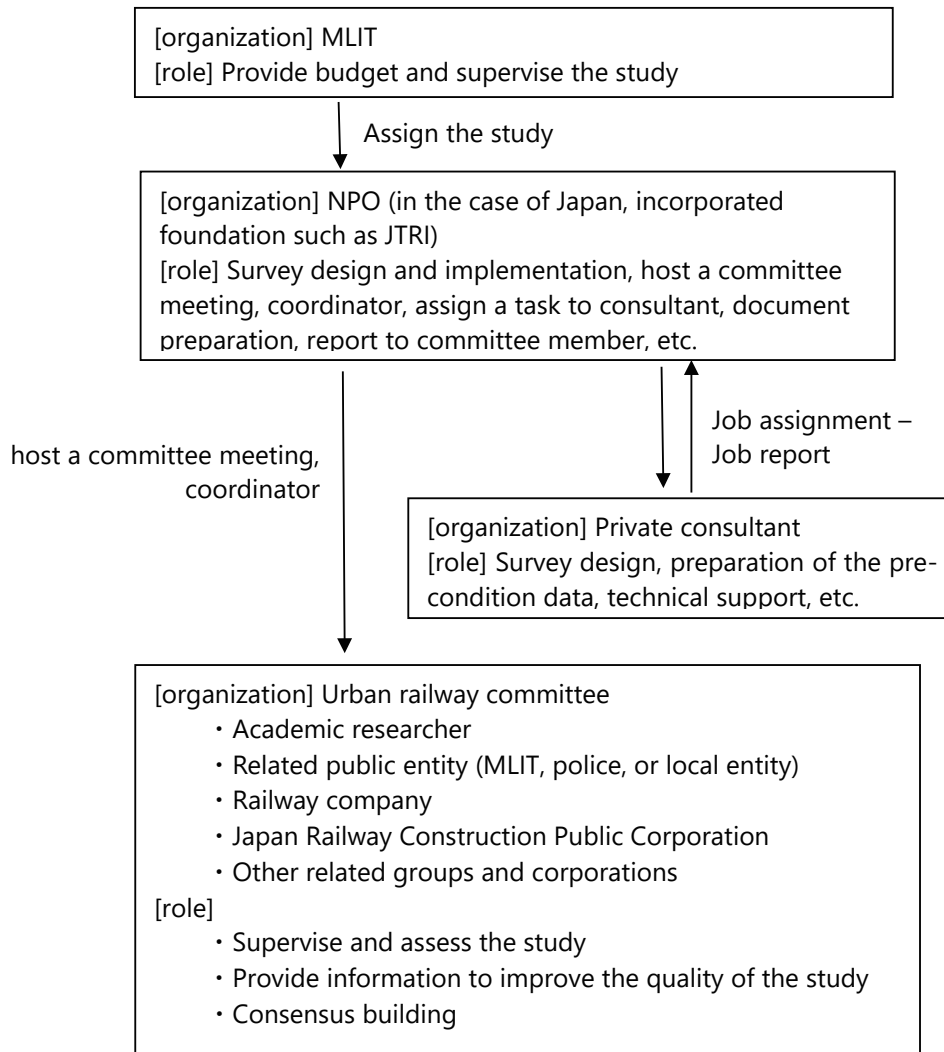 [organization] MLIT
[role] Provide budget and supervise the study
Assign the study
[organization] NPO (in the case of Japan, incorporated
foundation such as JTRI)
[role] Survey design and implementation, host a committee
meeting, coordinator, assign a task to consultant, document
preparation, report to committee member, etc.
host a committee meeting,
coordinator
Job assignment –
Job report
[organization] Private consultant
[role] Survey design, preparation of the pre-
condition data, technical support, etc.
[organization] Urban railway committee
・Academic researcher
・Related public entity (MLIT, police, or local entity)
・Railway company
・Japan Railway Construction Public Corporation
・Other related groups and corporations
[role]
・Supervise and assess the study
・Provide information to improve the quality of the study
・Consensus building